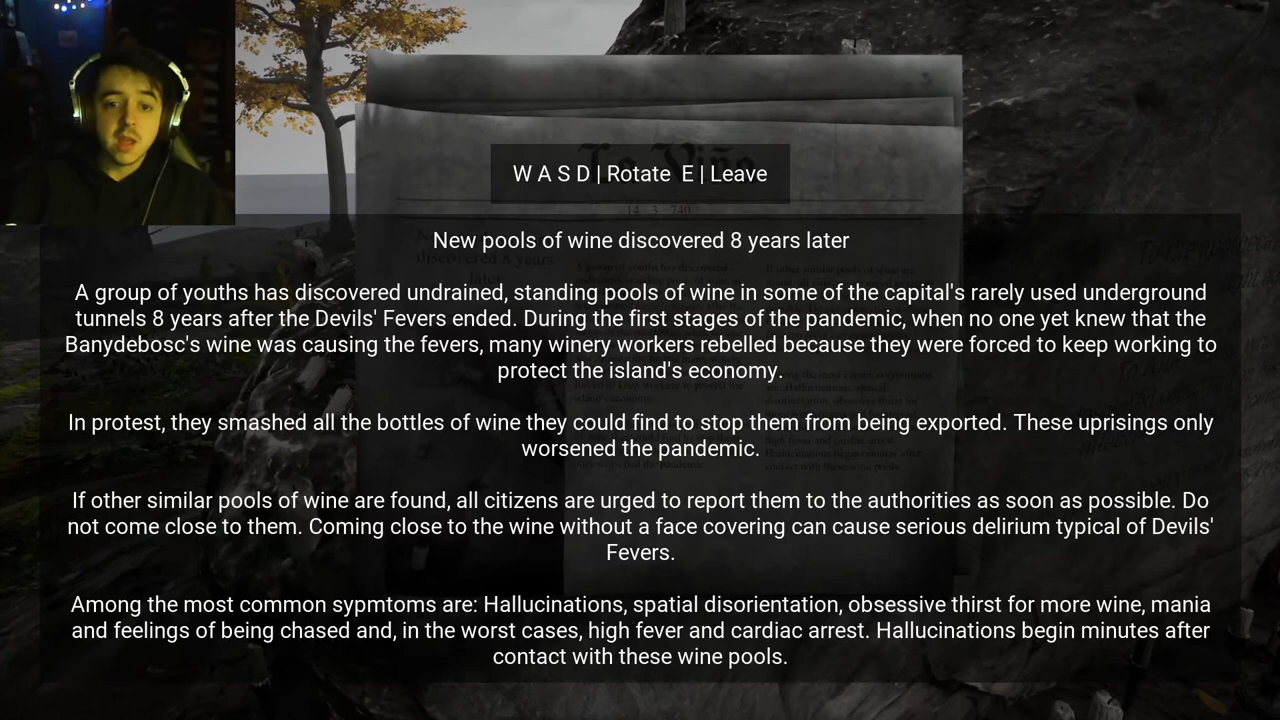 W A S D | Rotate E | Leave
14 - 3 - 740
New pools of wine discovered 8 years later
A group of youths has discovered undrained, standing pools of wine in some of the capital's rarely used underground
tunnels 8 years after the Devils' Fevers ended. During the first stages of the pandemic, when no one yet knew that the
Banydebosc's wine was causing the fevers, many winery workers rebelled because they were forced to keep working to
protect the island's economy.
In protest, they smashed all the bottles of wine they could find to stop them from being exported. These uprisings only
worsened the pandemic.
If other similar pools of wine are found, all citizens are urged to report them to the authorities as soon as possible. Do
not come close to them. Coming close to the wine without a face covering can cause serious delirium typical of Devils'
Fevers.
Among the most common sypmtoms are: Hallucinations, spatial disorientation, obsessive thirst for more wine, mania
and feelings of being chased and, in the worst cases, high fever and cardiac arrest. Hallucinations begin minutes after
contact with these wine pools.